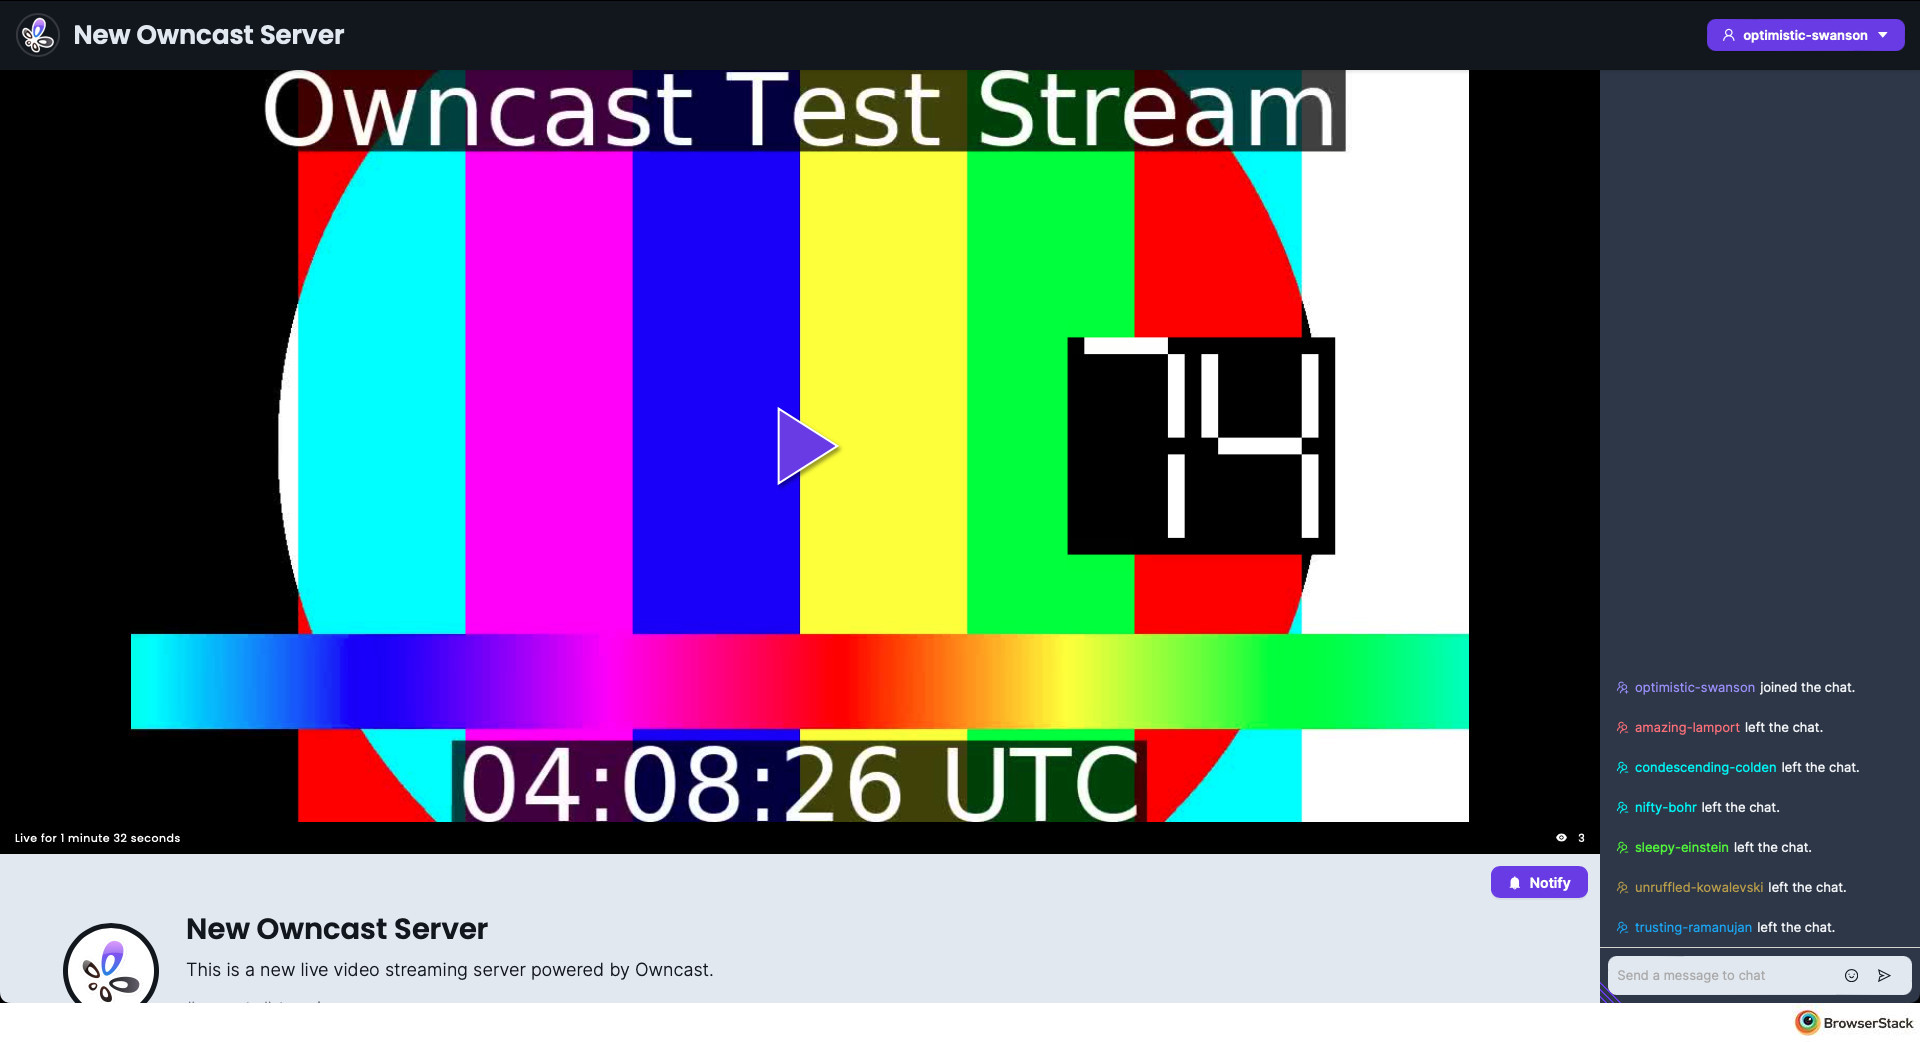 New Owncast Server
optimistic-swanson
Owncast Test Stream
74
04:08:26 UTC
Live for 1 minute 32 seconds
3
Notify
New Owncast Server
This is a new live video streaming server powered by Owncast.
optimistic-swanson joined the chat.
amazing-lamport left the chat.
condescending-colden left the chat.
nifty-bohr left the chat.
sleepy-einstein left the chat.
unruffled-kowalevski left the chat.
trusting-ramanujan left the chat.
Send a message to chat
BrowserStack